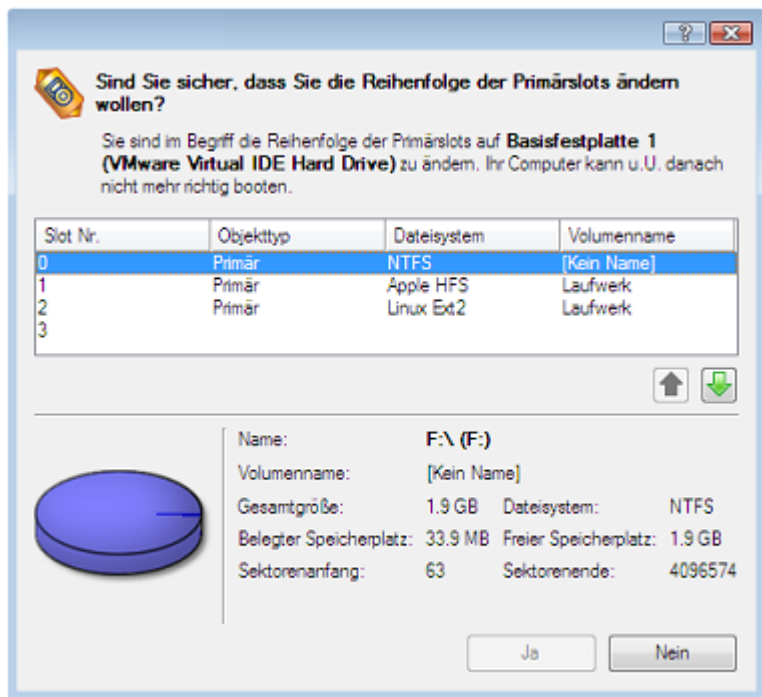 Sind Sie sicher, dass Sie die Reihenfolge der Primärslots ändern
wollen?
Sie sind im Begriff die Reihenfolge der Primärslots auf Basisfestplatte 1
(VMware Virtual IDE Hard Drive) zu ändern. Ihr Computer kann u.U. danach
nicht mehr richtig booten.
Slot Nr. Objekttyp Dateisystem Volumenname
0 Primär NTFS [Kein Name]
1 Primär Apple HFS Laufwerk
2 Primär Linux Ext2 Laufwerk
3
Name: F:\ (F:)
Volumenname: [Kein Name]
Gesamtgröße: 1.9 GB Dateisystem: NTFS
Belegter Speicherplatz: 33.9 MB Freier Speicherplatz: 1.9 GB
Sektorenanfang: 63 Sektorenende: 4096574
Ja Nein